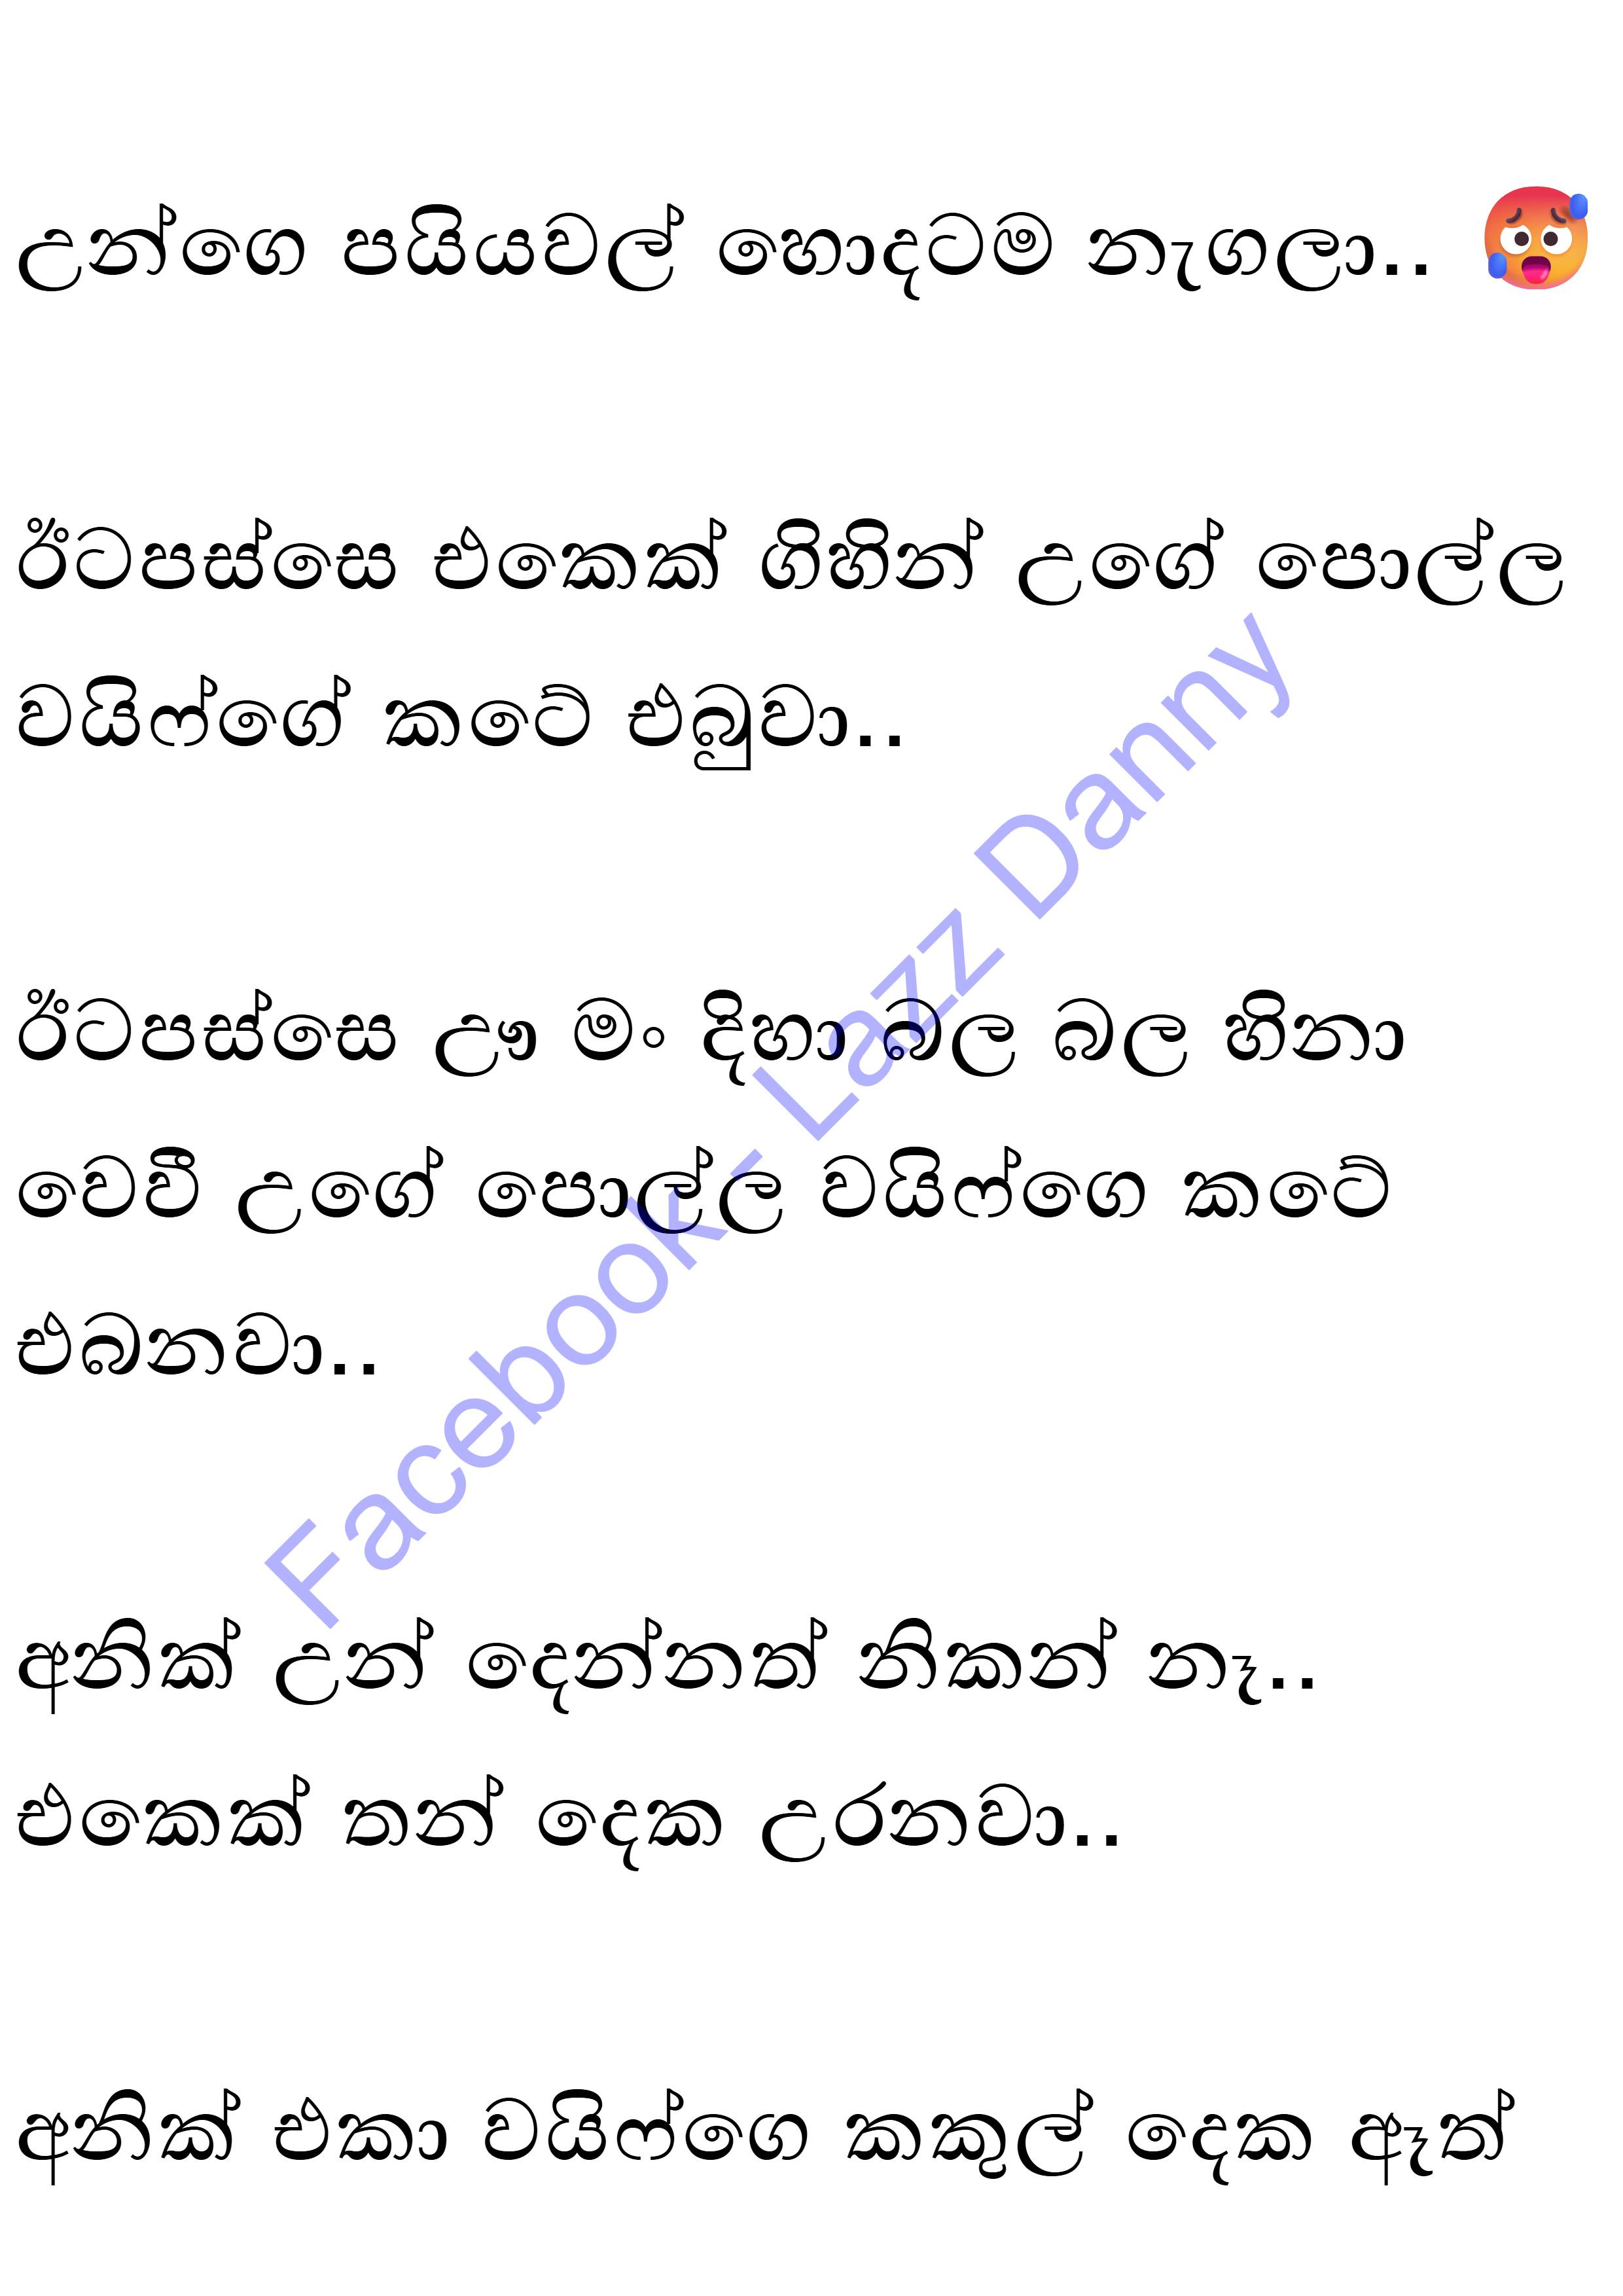 උන්ගෙ පයියවල් හොදටම නැගලා.. 🥵
ඊටපස්සෙ එකෙක් ගිහින් උගේ පොල්ල
වයිෆ්ගේ කටේ එබුවා..
ඊටපස්සෙ ඌ මං දිහා බල බල හිනා
වෙවී උගේ පොල්ල වයිෆ්ගෙ කටේ
එබනවා..
අනික් උන් දෙන්නත් නිකන් නෑ..
එකෙක් තන් දෙක උරනවා..
අනික් එකා වයිෆ්ගෙ කකුල් දෙක ඈත්
Facebook- Lazz Danny